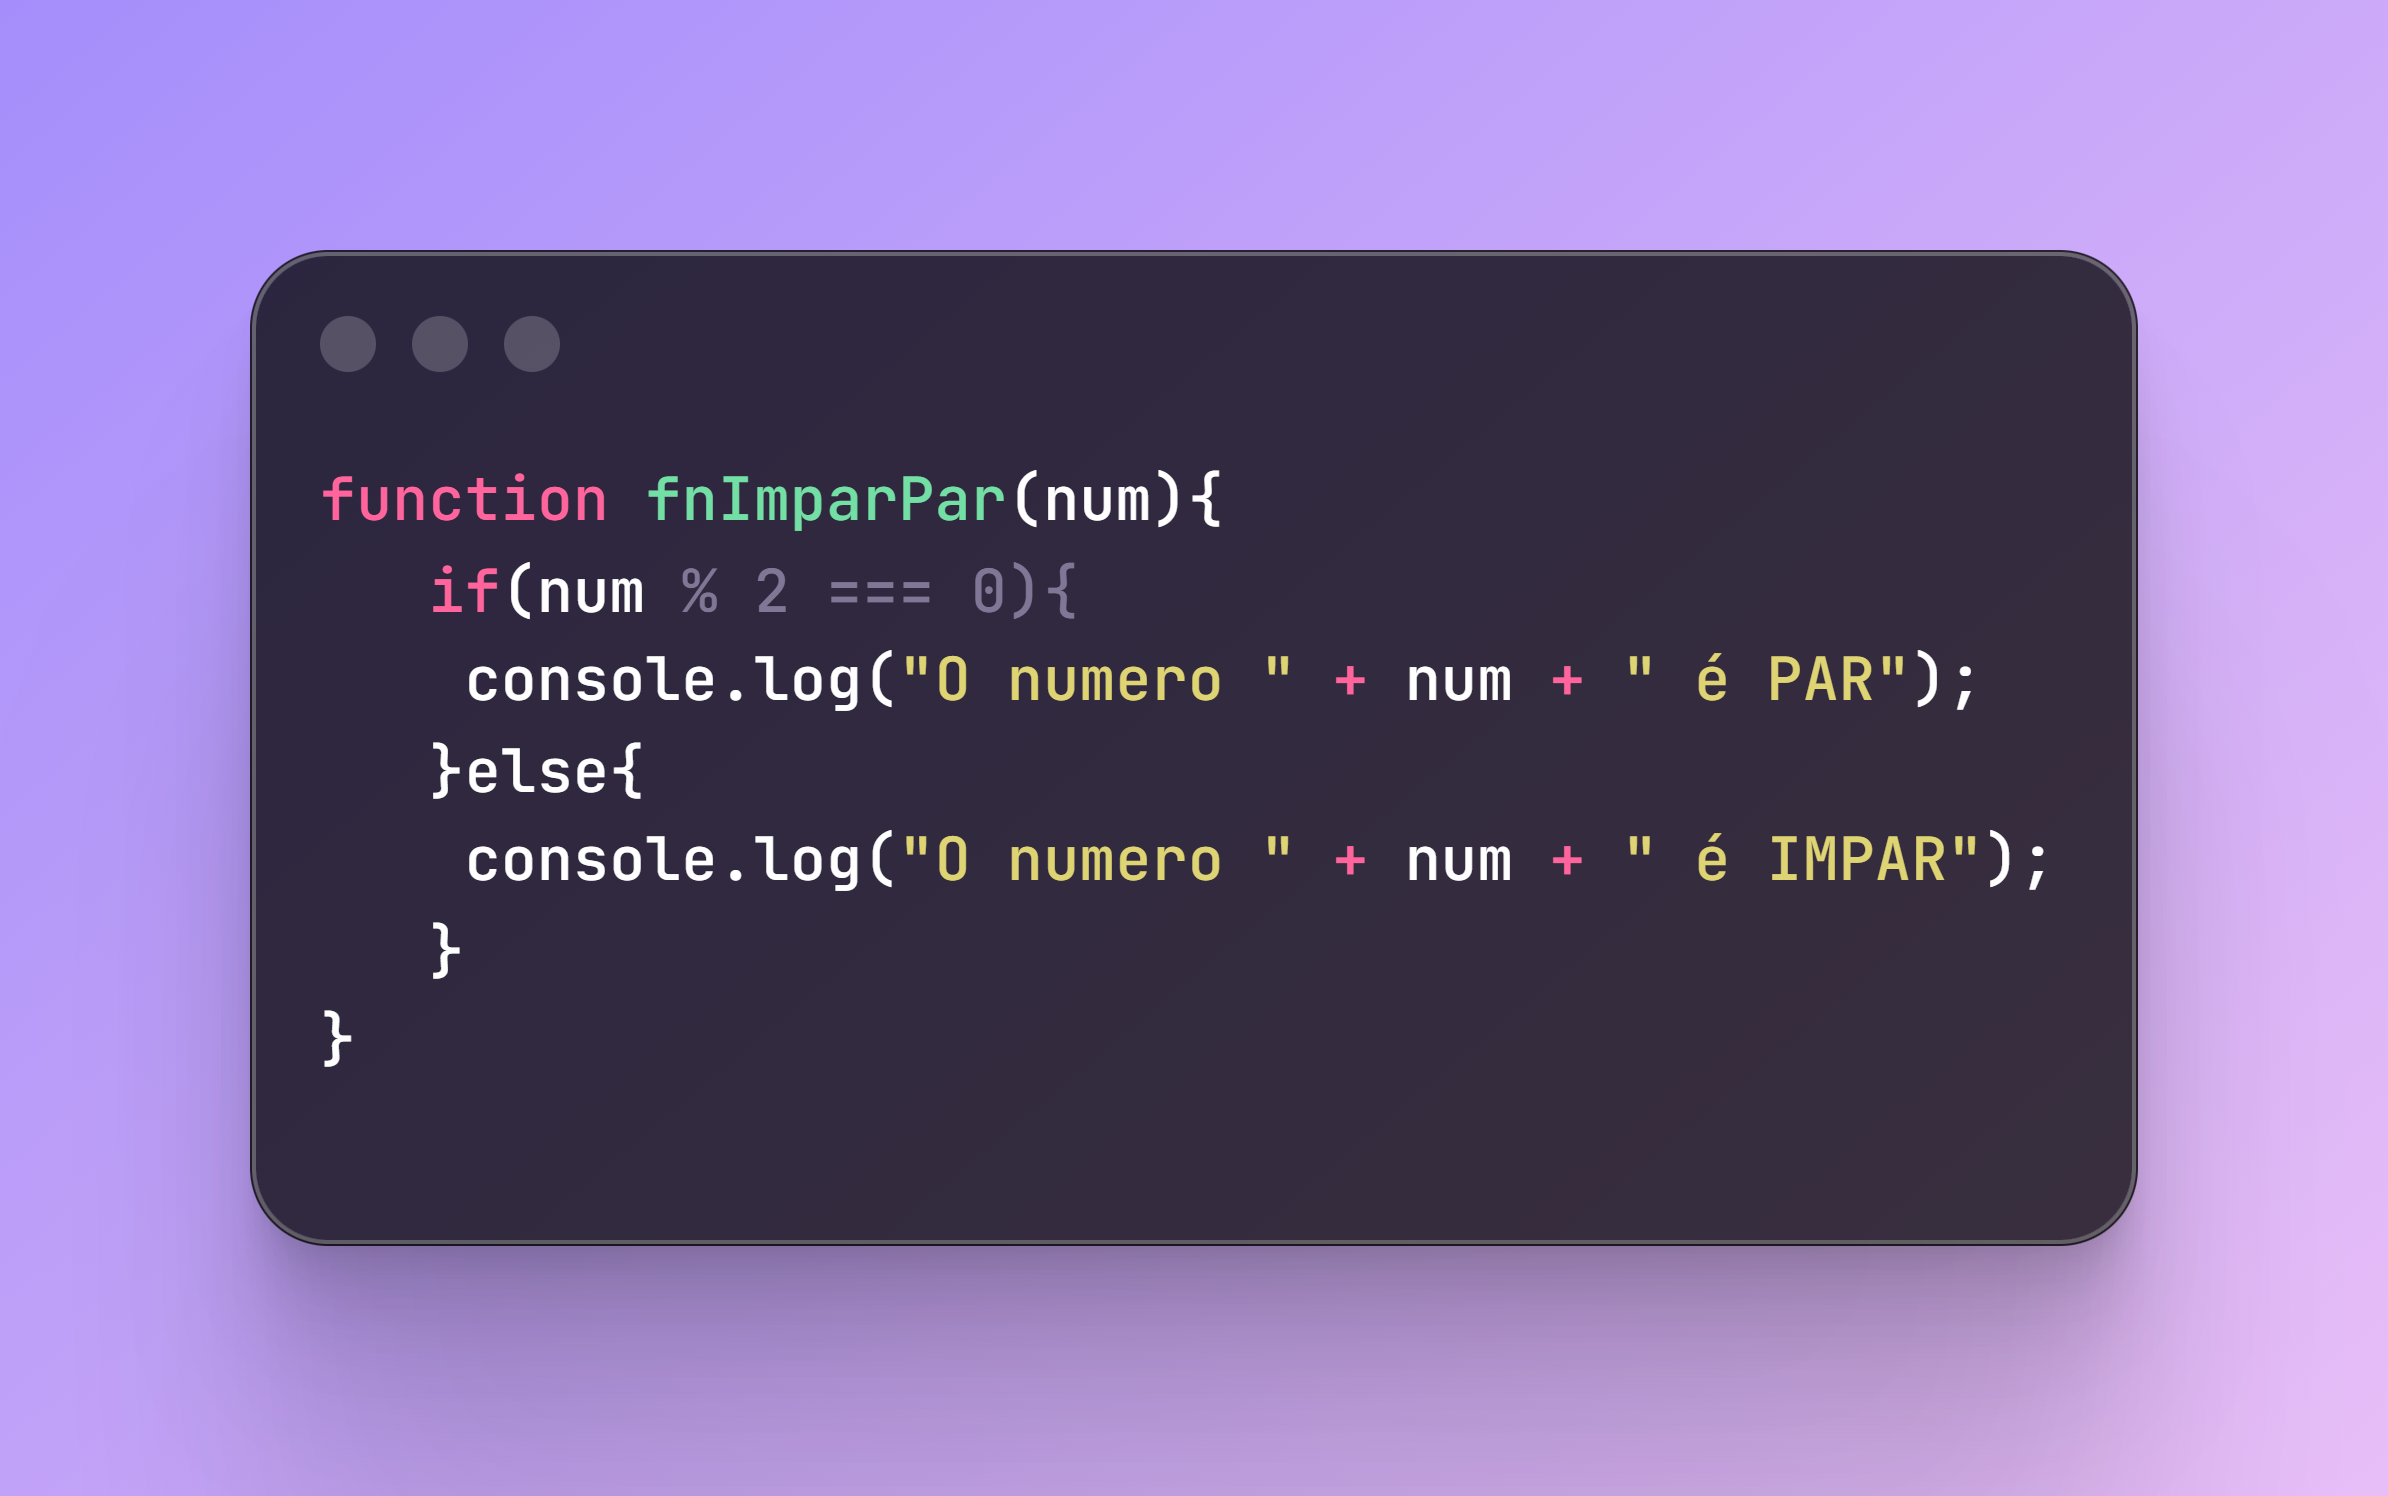 function fnImparPar(num){
   if(num % 2 === 0){
    console.log("O numero " + num + " é PAR");
   }else{
    console.log("O numero " + num + " é IMPAR");
   }
}